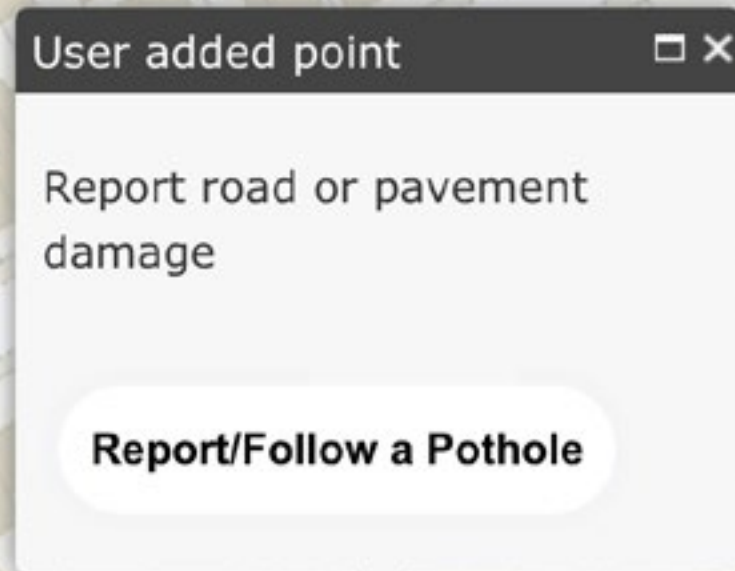 User added point
Report road or pavement
damage
Report/Follow a Pothole